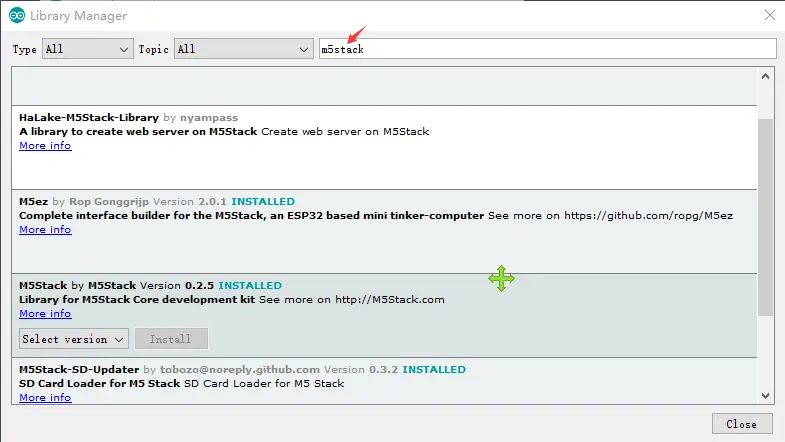 Library Manager
Type All Topic All m5stack
HaLake-M5Stack-Library by nyampass
A library to create web server on M5Stack Create web server on M5Stack
More info
M5ez by Rop Gonggrijp Version 2.0.1 INSTALLED
Complete interface builder for the M5Stack, an ESP32 based mini tinker-computer See more on https://github.com/ropg/M5ez
More info
M5Stack by M5Stack Version 0.2.5 INSTALLED
Library for M5Stack Core development kit See more on http://M5Stack.com
More info
Select version Install
M5Stack-SD-Updater by tobozo@noreply.github.com Version 0.3.2 INSTALLED
SD Card Loader for M5 Stack SD Card Loader for M5 Stack
More info
Close